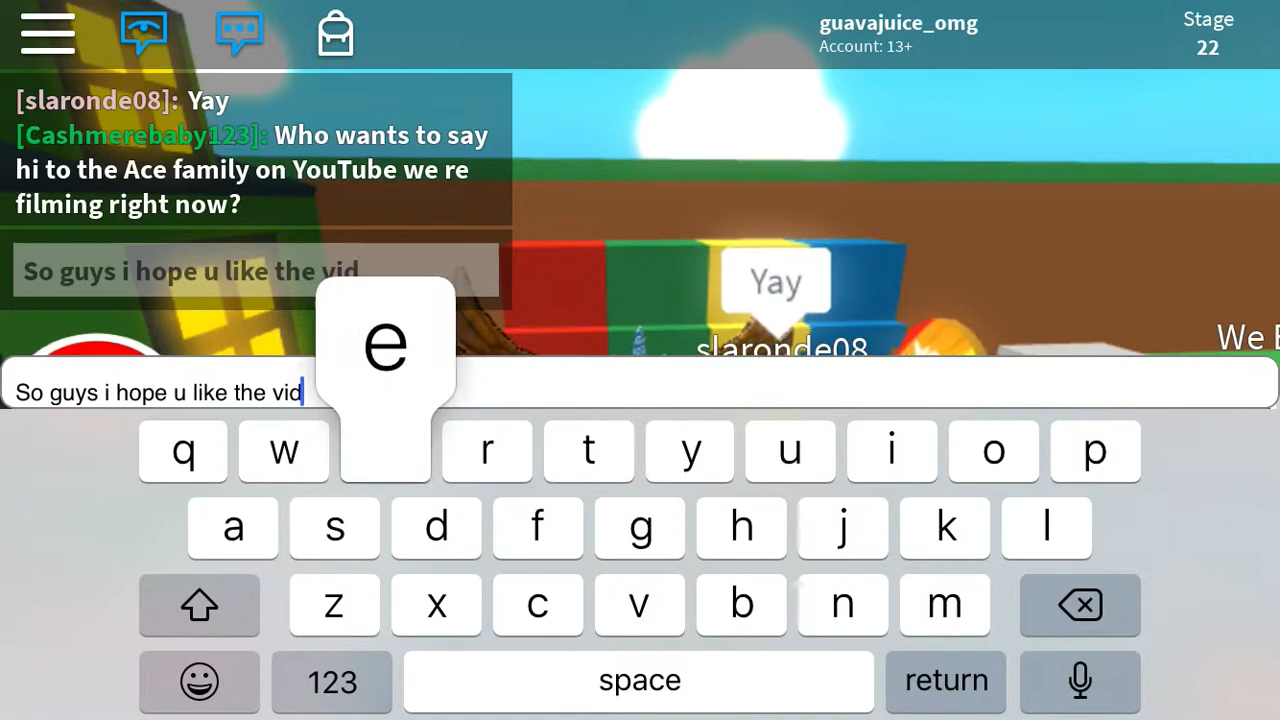 guavajuice_omg
Account: 13+
Stage
22
[slaronde08]: Yay
[Cashmerebaby123]: Who wants to say
hi to the Ace family on YouTube we re
filming right now?
So guys i hope u like the vid
Yay
slaronde08
We
So guys i hope u like the vid
e
q w r t y u i o p
a s d f g h j k l
z x c v b n m
123 space return